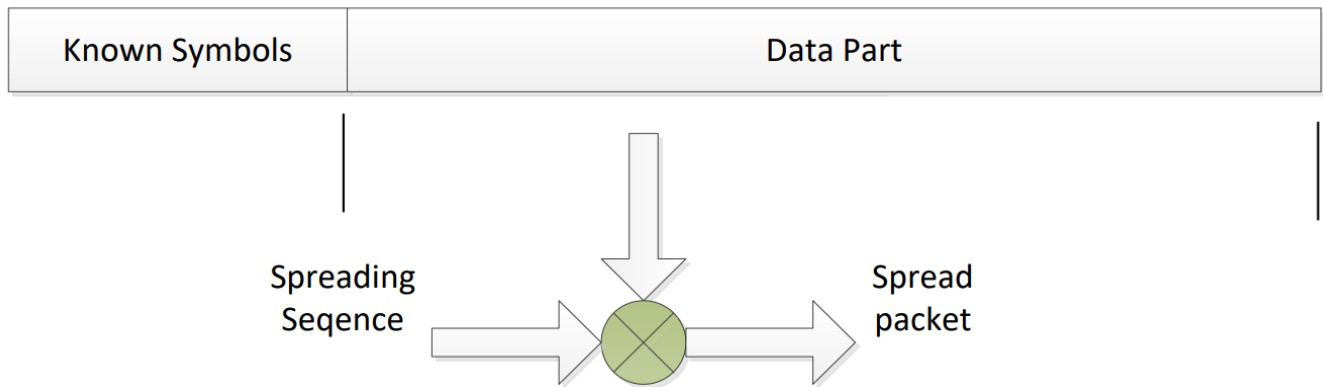 Known Symbols
Data Part
Spreading
Seqence
Spread
packet